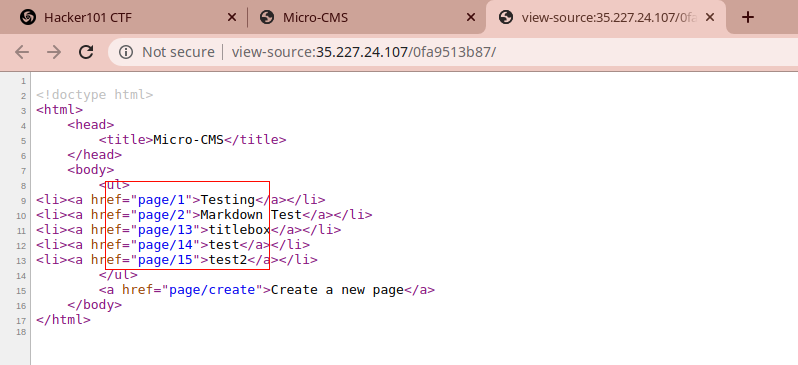 Hacker101 CTF
Micro-CMS
view-source:35.227.24.107/0fa
Not secure | view-source:35.227.24.107/0fa9513b87/
1
2 <!doctype html>
3 <html>
4 <head>
5 <title>Micro-CMS</title>
6 </head>
7 <body>
8 <ul>
9 <li><a href="page/1">Testing</a></li>
10 <li><a href="page/2">Markdown Test</a></li>
11 <li><a href="page/13">titlebox</a></li>
12 <li><a href="page/14">test</a></li>
13 <li><a href="page/15">test2</a></li>
14 </ul>
15 <a href="page/create">Create a new page</a>
16 </body>
17 </html>
18